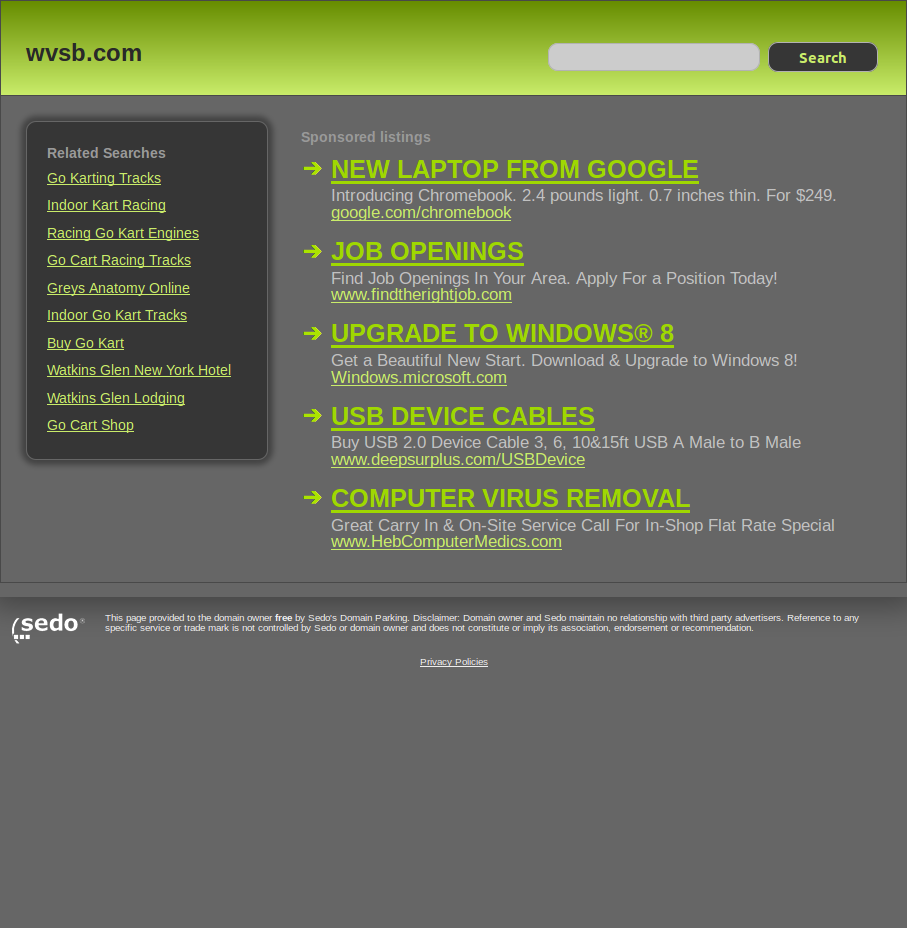 wvsb.com
Search
Related Searches
Go Karting Tracks
Indoor Kart Racing
Racing Go Kart Engines
Go Cart Racing Tracks
Greys Anatomy Online
Indoor Go Kart Tracks
Buy Go Kart
Watkins Glen New York Hotel
Watkins Glen Lodging
Go Cart Shop
Sponsored listings
NEW LAPTOP FROM GOOGLE
Introducing Chromebook. 2.4 pounds light. 0.7 inches thin. For $249.
google.com/chromebook
JOB OPENINGS
Find Job Openings In Your Area. Apply For a Position Today!
www.findtherightjob.com
UPGRADE TO WINDOWS® 8
Get a Beautiful New Start. Download & Upgrade to Windows 8!
Windows.microsoft.com
USB DEVICE CABLES
Buy USB 2.0 Device Cable 3, 6, 10&15ft USB A Male to B Male
www.deepsurplus.com/USBDevice
COMPUTER VIRUS REMOVAL
Great Carry In & On-Site Service Call For In-Shop Flat Rate Special
www.HebComputerMedics.com
sedo®
This page provided to the domain owner free by Sedo's Domain Parking. Disclaimer: Domain owner and Sedo maintain no relationship with third party advertisers. Reference to any
specific service or trade mark is not controlled by Sedo or domain owner and does not constitute or imply its association, endorsement or recommendation.
Privacy Policies